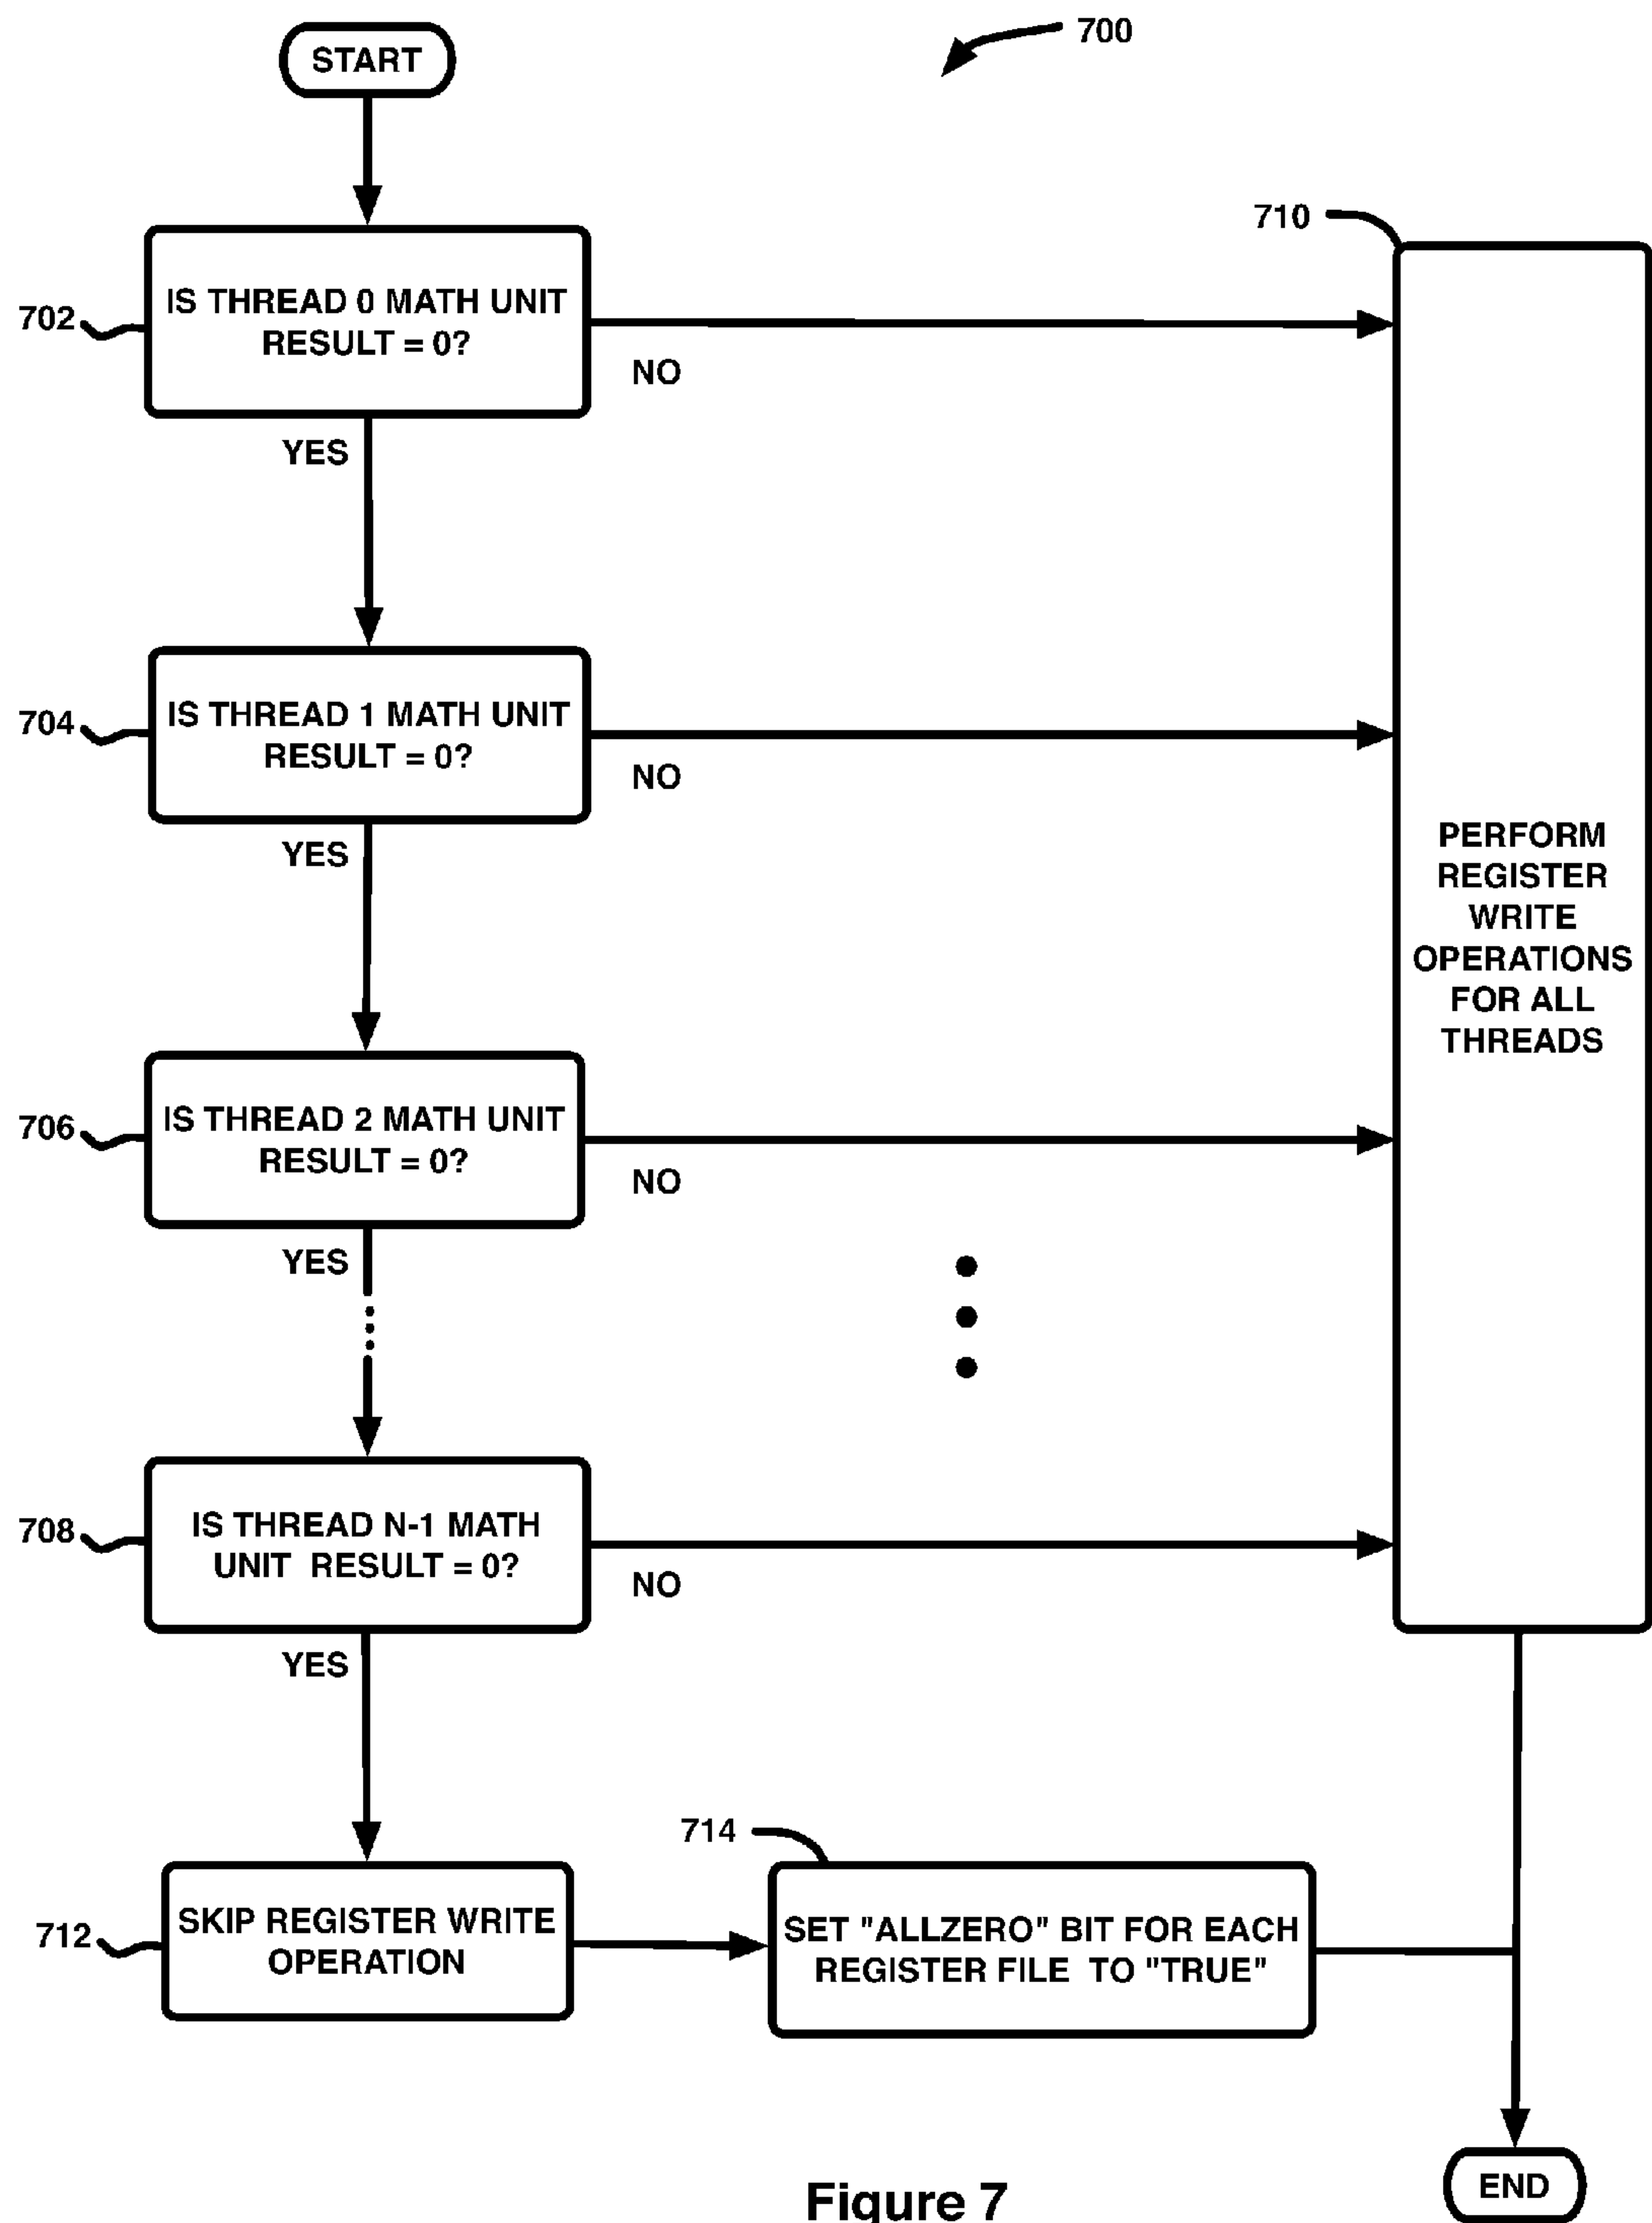 START
700
710
702
IS THREAD 0 MATH UNIT
RESULT = 0?
NO
YES
704
IS THREAD 1 MATH UNIT
RESULT = 0?
NO
YES
PERFORM
REGISTER
WRITE
OPERATIONS
FOR ALL
THREADS
706
IS THREAD 2 MATH UNIT
RESULT = 0?
NO
YES
708
IS THREAD N-1 MATH
UNIT RESULT = 0?
NO
YES
714
712
SKIP REGISTER WRITE
OPERATION
SET "ALLZERO" BIT FOR EACH
REGISTER FILE TO "TRUE"
END
Figure 7